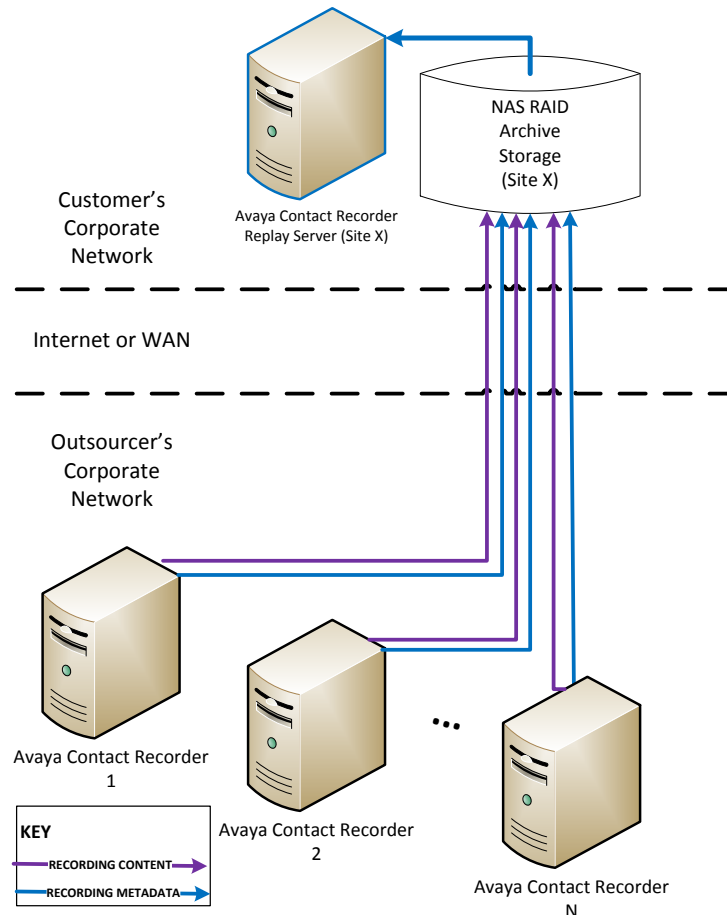 NAS RAID
Archive
Storage
(Site X)
Customer's
Corporate
Network
Avaya Contact Recorder
Replay Server (Site X)
Internet or WAN
Outsourcer's
Corporate
Network
Avaya Contact Recorder
1
Avaya Contact Recorder
2
...
Avaya Contact Recorder
N
KEY
RECORDING CONTENT
RECORDING METADATA